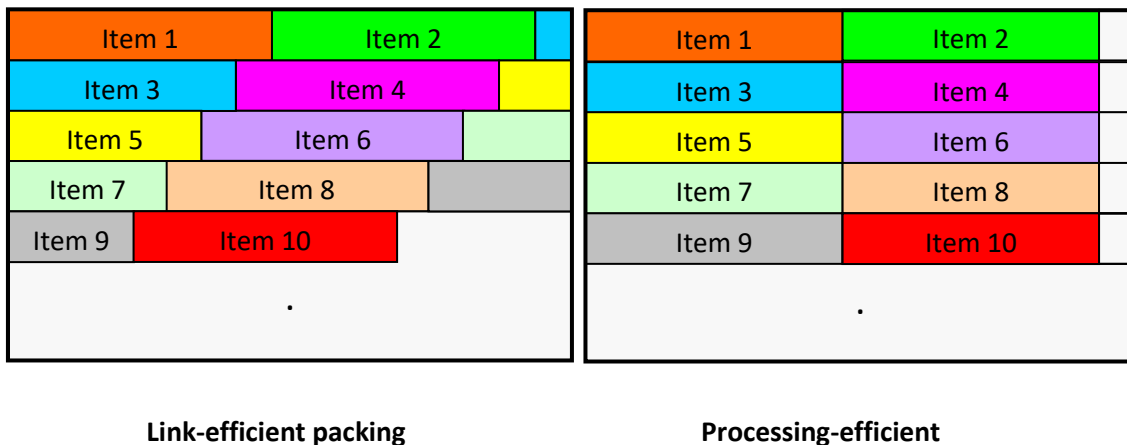 Item 1 Item 2 Item 1 Item 2
Item 3 Item 4 Item 3 Item 4
Item 5 Item 6 Item 5 Item 6
Item 7 Item 8 Item 7 Item 8
Item 9 Item 10 Item 9 Item 10
. .
Link-efficient packing Processing-efficient